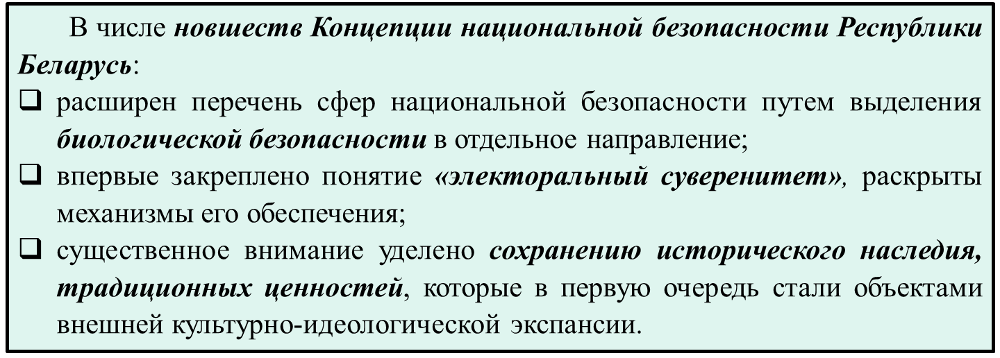 В числе новшеств Концепции национальной безопасности Республики
Беларусь:
❑ расширен перечень сфер национальной безопасности путем выделения
биологической безопасности в отдельное направление;
❑ впервые закреплено понятие «электоральный суверенитет», раскрыты
механизмы его обеспечения;
❑ существенное внимание уделено сохранению исторического наследия,
традиционных ценностей, которые в первую очередь стали объектами
внешней культурно-идеологической экспансии.